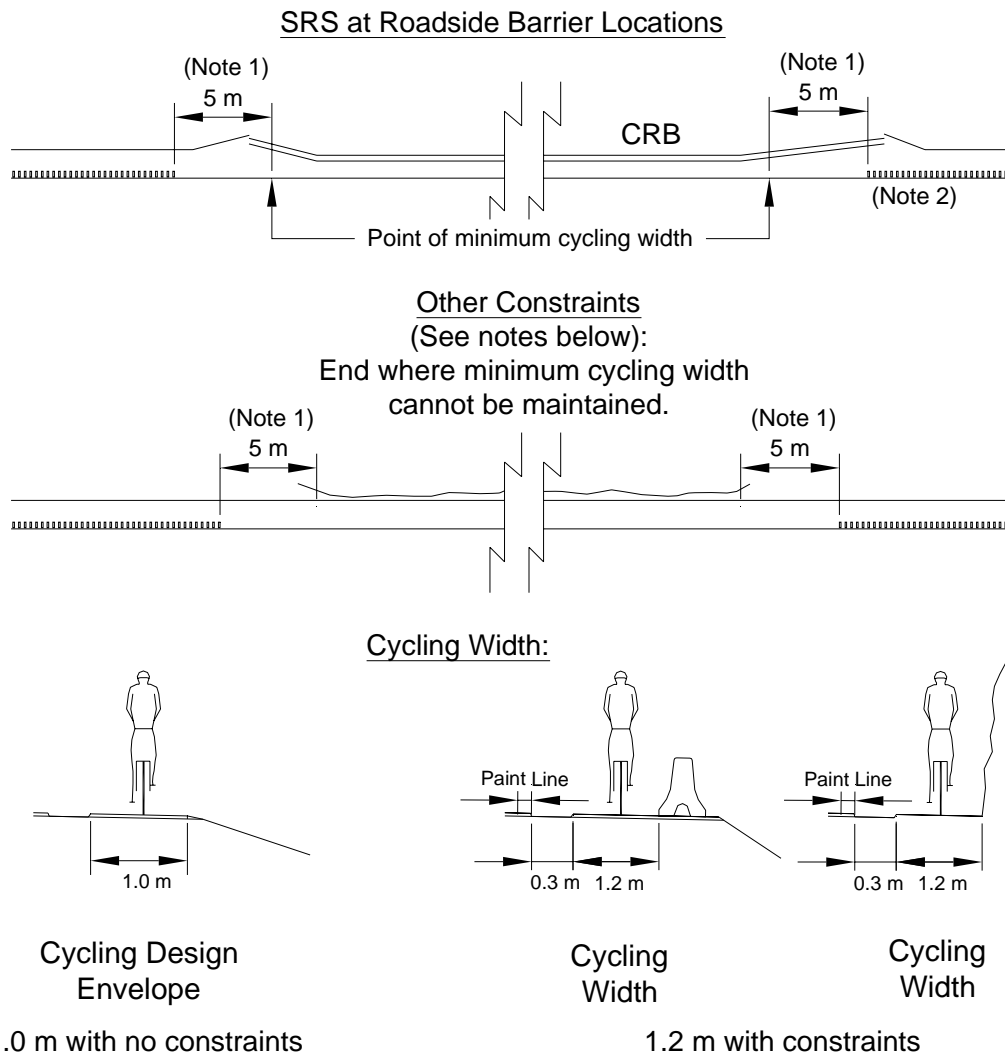 SRS at Roadside Barrier Locations
(Note 1)
5 m
(Note 1)
5 m
CRB
(Note 2)
Point of minimum cycling width
Other Constraints
(See notes below):
End where minimum cycling width
cannot be maintained.
(Note 1)
5 m
(Note 1)
5 m
Cycling Width:
Paint Line
Paint Line
1.0 m
0.3 m
1.2 m
0.3 m
1.2 m
Cycling Design
Envelope
Cycling
Width
Cycling
Width
.0 m with no constraints
1.2 m with constraints